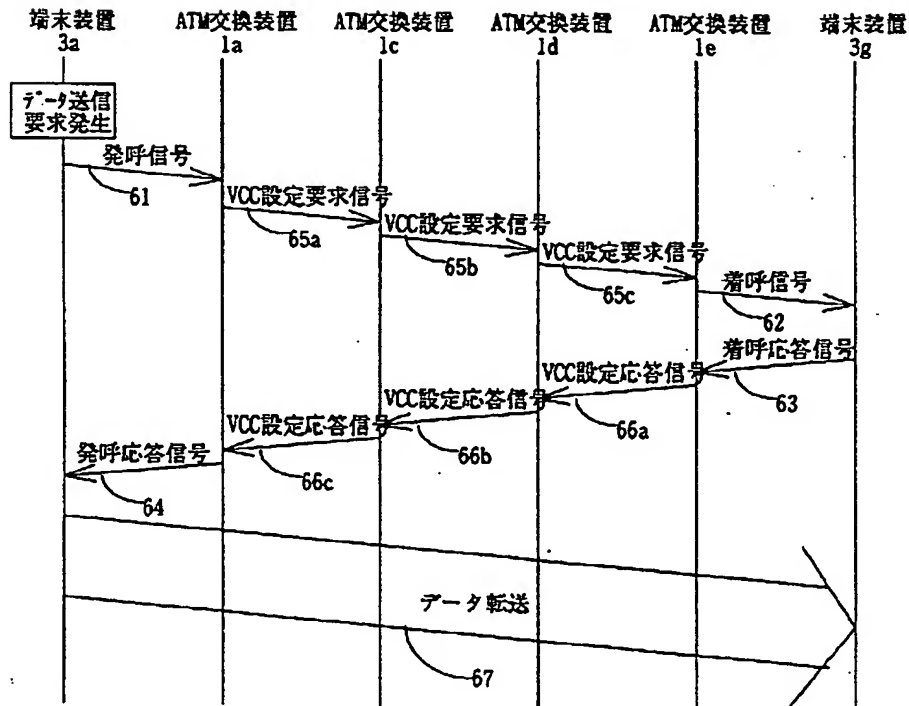 端末装置 ATM交換装置 ATM交換装置 ATM交換装置 ATM交換装置 端末装置
3a 1a 1c 1d 1e 3g
データ送信
要求発生
発呼信号
61
VCC設定要求信号
65a
VCC設定要求信号
65b
VCC設定要求信号
65c
着呼信号
62
着呼応答信号
63
VCC設定応答信号
66a
VCC設定応答信号
66b
VCC設定応答信号
66c
発呼応答信号
64
データ転送
67